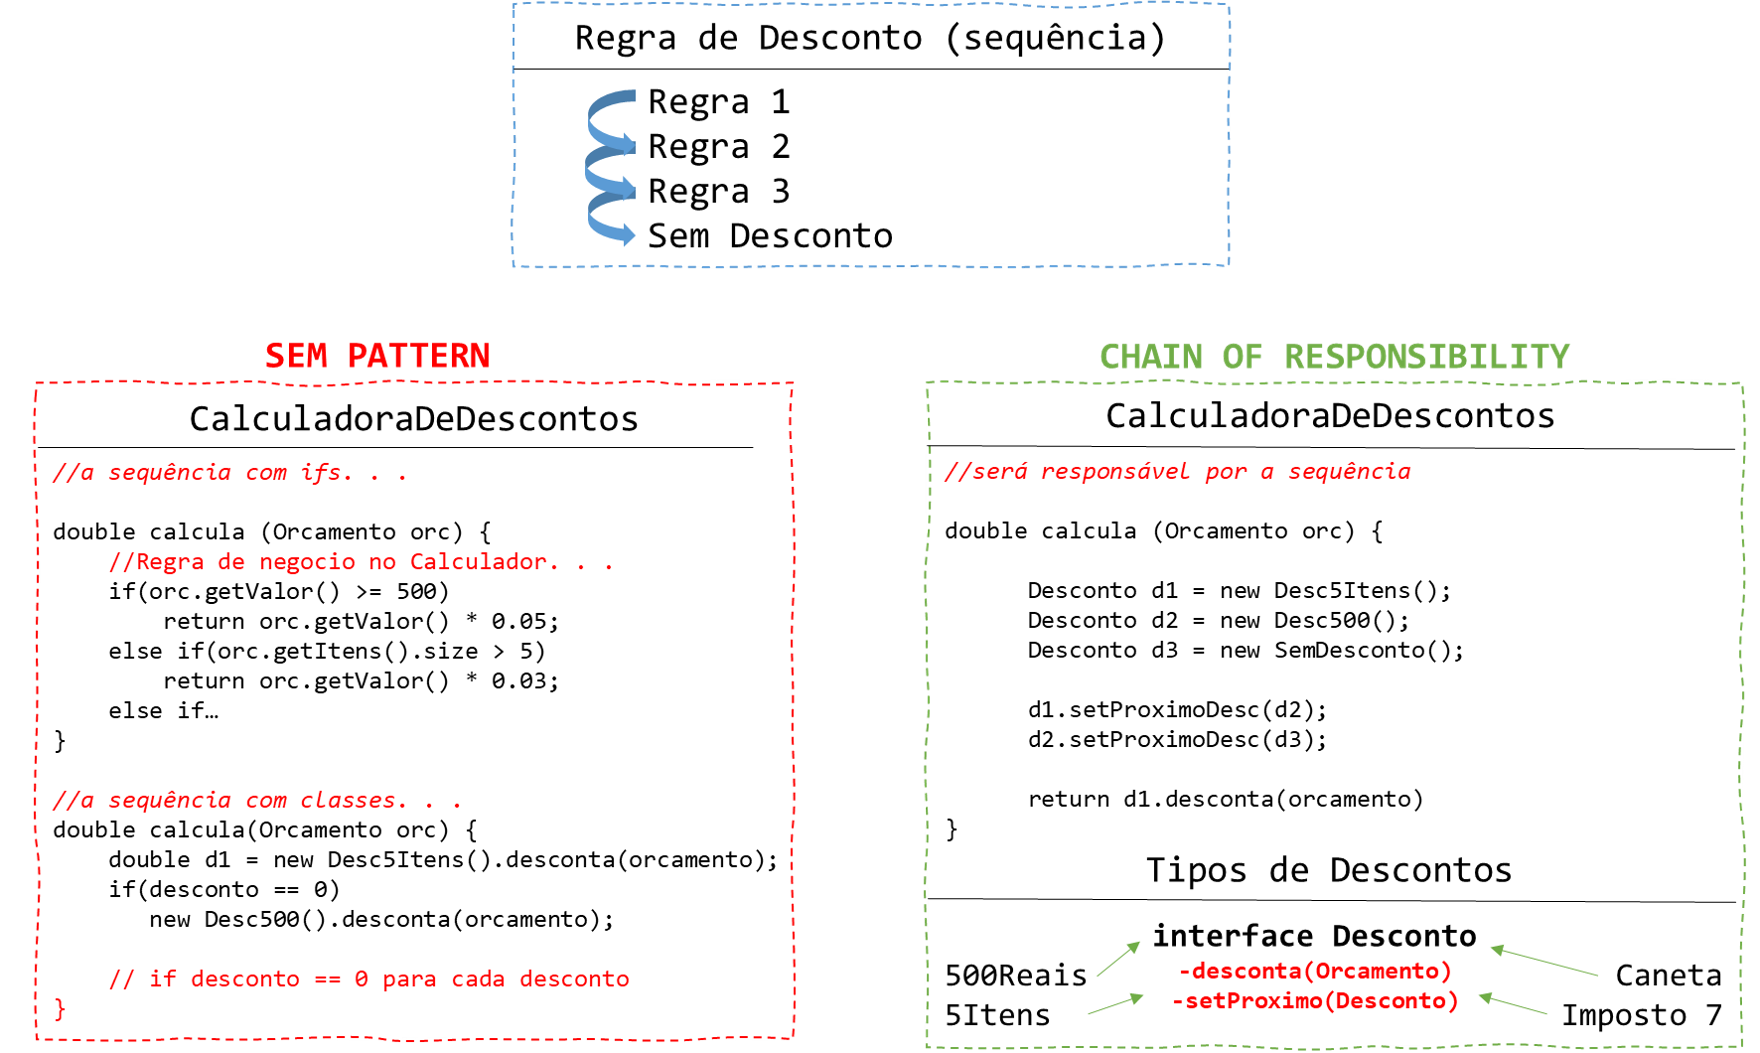 Regra de Desconto (sequência)
Regra 1
Regra 2
Regra 3
Sem Desconto
SEM PATTERN
CalculadoraDeDescontos
//a sequência com ifs. . .
double calcula (Orcamento orc) {
//Regra de negocio no Calculador. . .
if(orc.getValor() >= 500)
return orc.getValor() * 0.05;
else if(orc.getItens().size > 5)
return orc.getValor() * 0.03;
else if…
}
//a sequência com classes. . .
double calcula(Orcamento orc) {
double d1 = new Desc5Itens().desconta(orcamento);
if(desconto == 0)
new Desc500().desconta(orcamento);
// if desconto == 0 para cada desconto
}
CHAIN OF RESPONSIBILITY
CalculadoraDeDescontos
//será responsável por a sequência
double calcula (Orcamento orc) {
Desconto d1 = new Desc5Itens();
Desconto d2 = new Desc500();
Desconto d3 = new SemDesconto();
d1.setProximoDesc(d2);
d2.setProximoDesc(d3);
return d1.desconta(orcamento)
}
Tipos de Descontos
interface Desconto
-desconta(Orcamento)
-setProximo(Desconto)
500Reais
5Itens
Caneta
Imposto 7